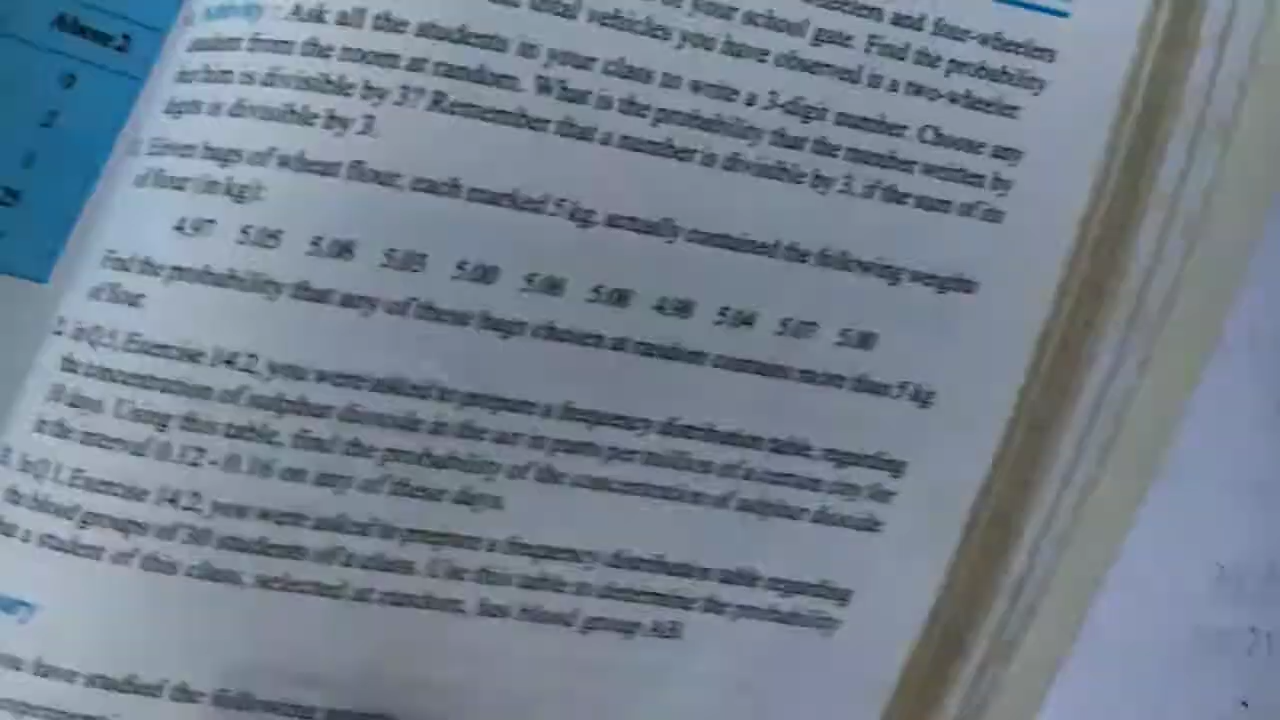 Above 2
of your school gate. Find the probability
total vehicles you have observed is a two-wheeler.
Activity : Ask all the students in your class to write a 3-digit number. Choose any
student from the room at random. What is the probability that the number written by
her/him is divisible by 3? Remember that a number is divisible by 3, if the sum of its
digits is divisible by 3.
Eleven bags of wheat flour, each marked 5 kg, actually contained the following weights
of flour (in kg):
4.97 5.05 5.08 5.03 5.00 5.06 5.08 4.98 5.04 5.07 5.00
Find the probability that any of these bags chosen at random contains more than 5 kg
of flour.
In Q.5, Exercise 14.2, you were asked to prepare a frequency distribution table, regarding
the concentration of sulphur dioxide in the air in parts per million of a certain city for
30 days. Using this table, find the probability of the concentration of sulphur dioxide
in the interval 0.12 - 0.16 on any of these days.
In Q.1, Exercise 14.2, you were asked to prepare a frequency distribution table regarding
the blood groups of 30 students of a class. Use this table to determine the probability
a student of this class, selected at random, has blood group AB.
have studied the following